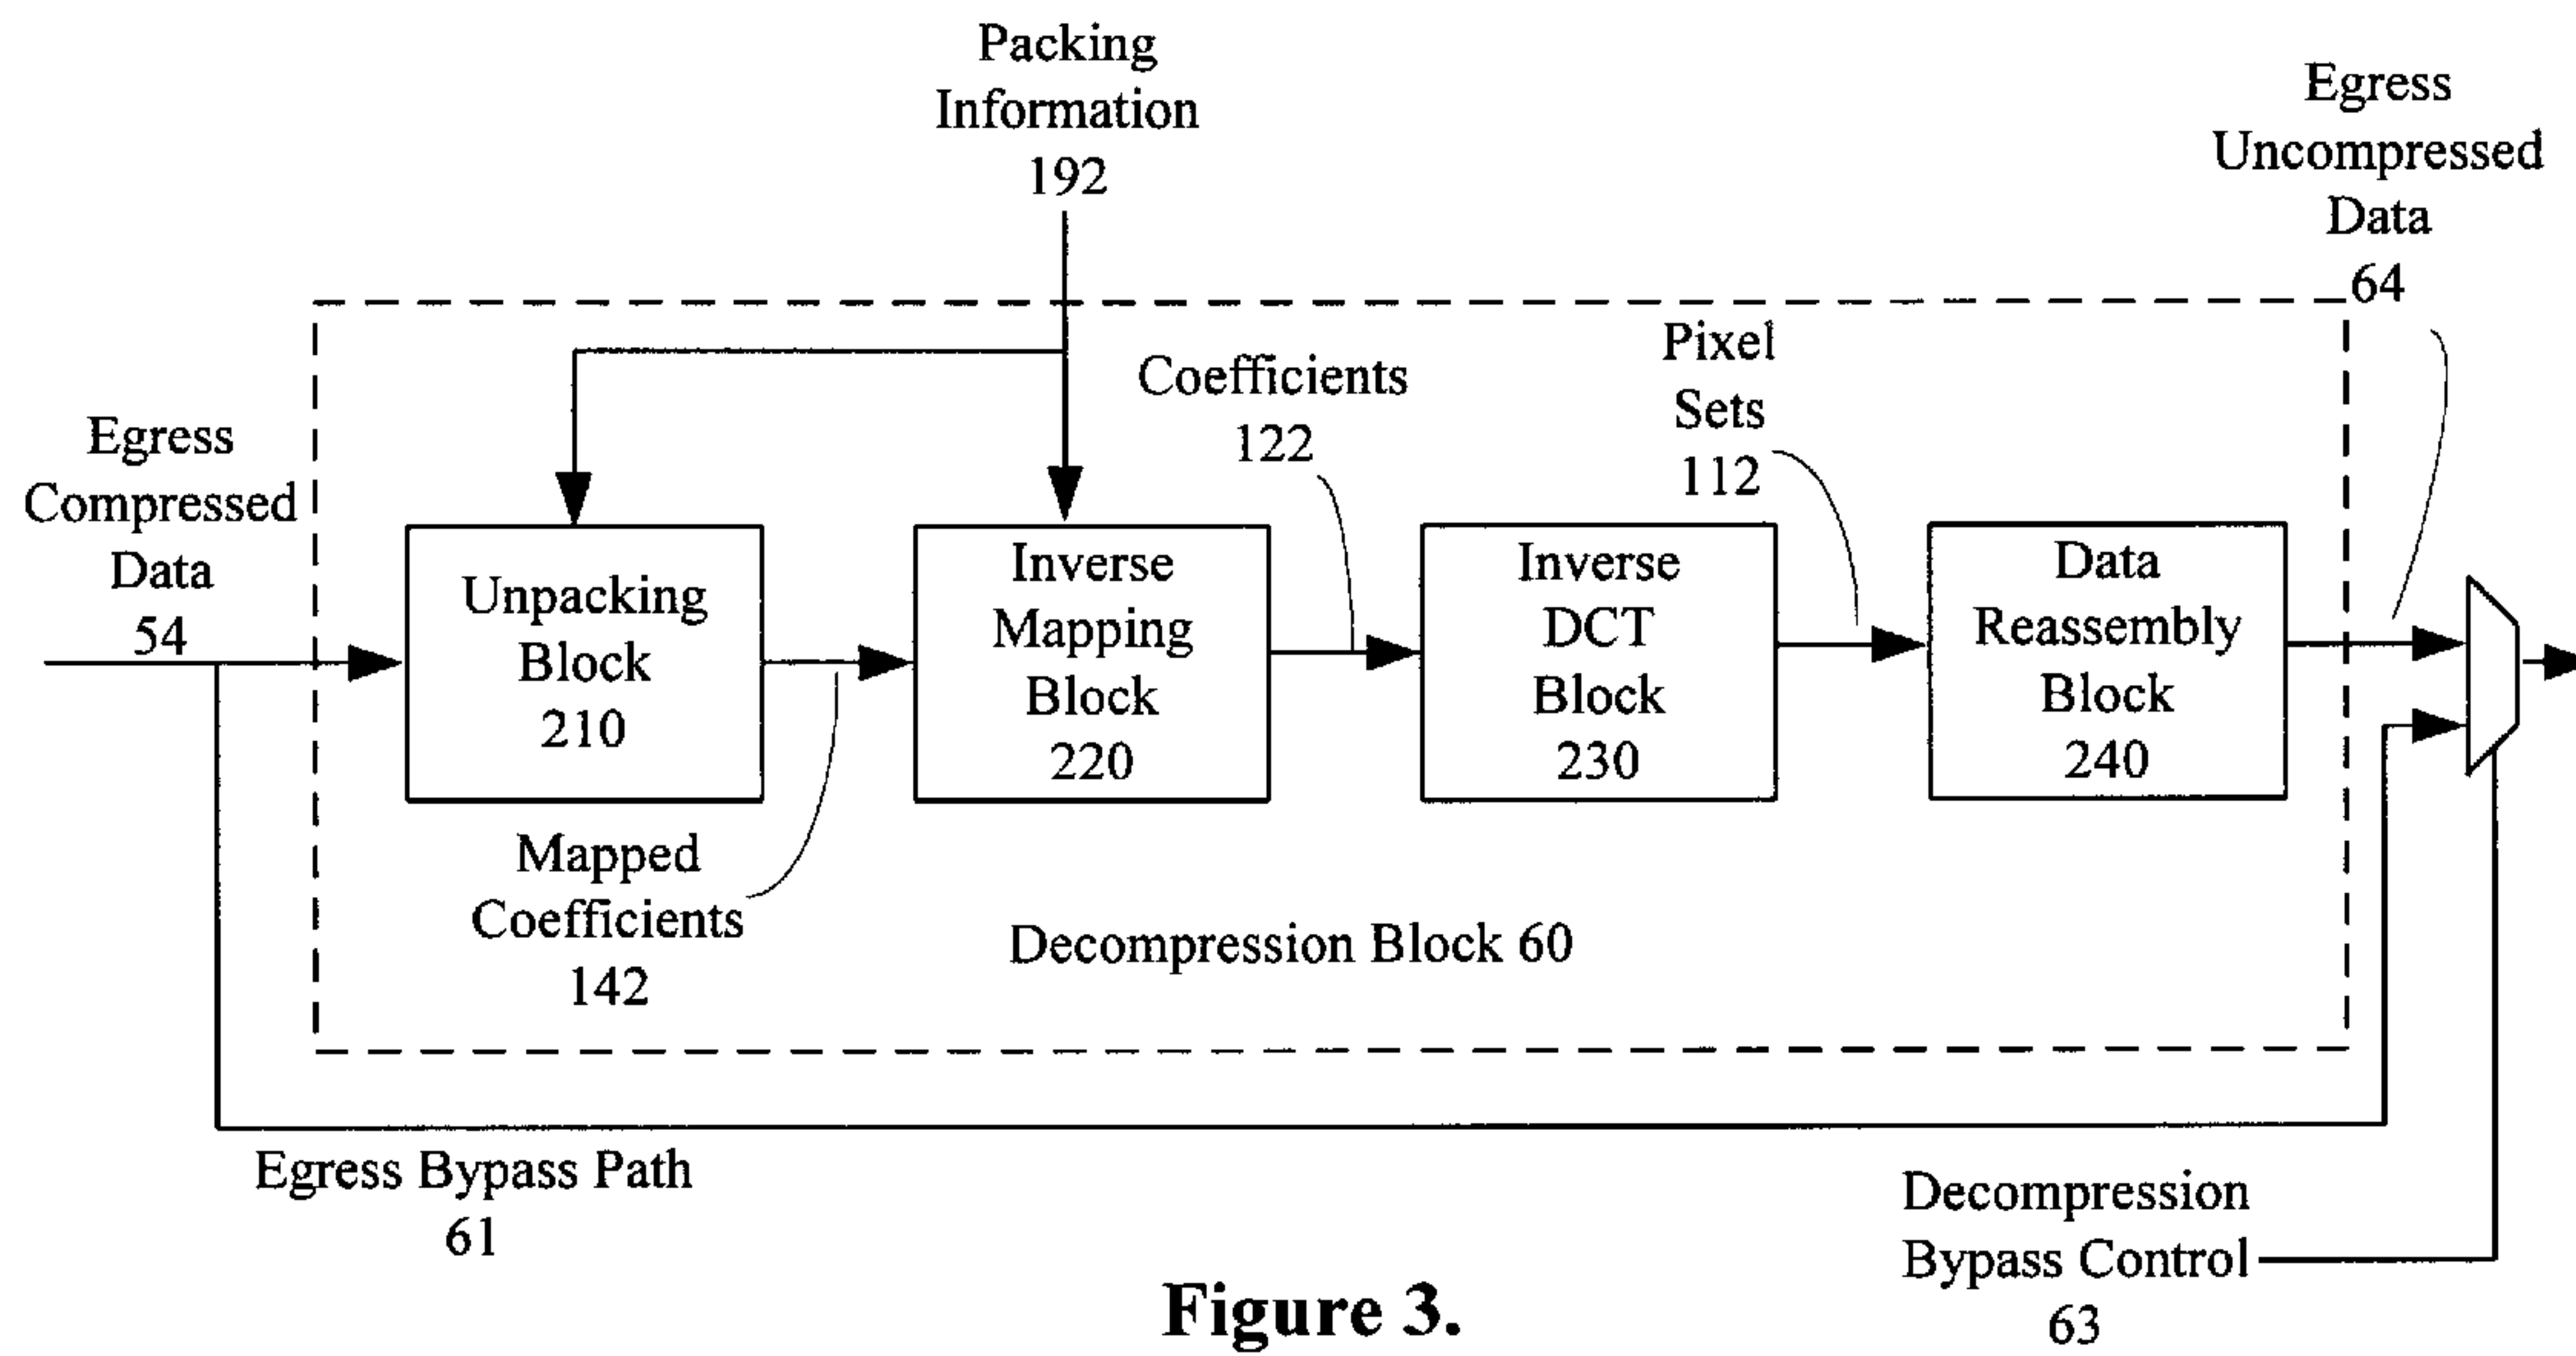 Packing
Information
192
Egress
Uncompressed
Data
64
Pixel
Sets
112
Coefficients
122
Egress
Compressed
Data
54
Unpacking
Block
210
Inverse
Mapping
Block
220
Inverse
DCT
Block
230
Data
Reassembly
Block
240
Mapped
Coefficients
142
Decompression Block 60
Egress Bypass Path
61
Decompression
Bypass Control
63
Figure 3.